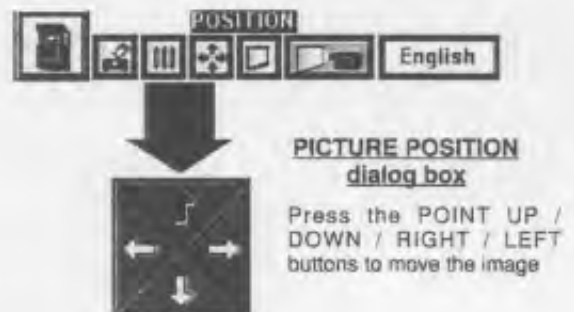 POSITION
English
PICTURE POSITION
dialog box
Press the POINT UP /
DOWN / RIGHT / LEFT
buttons to move the image